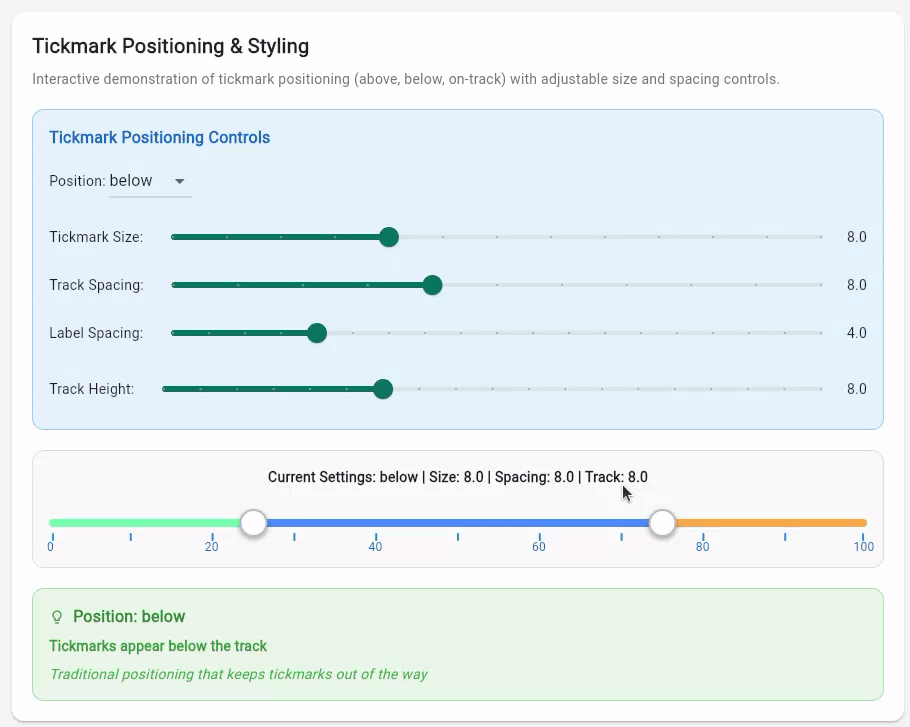 Tickmark Positioning & Styling
Interactive demonstration of tickmark positioning (above, below, on-track) with adjustable size and spacing controls.
Tickmark Positioning Controls
Position: below
Tickmark Size: 8.0
Track Spacing: 8.0
Label Spacing: 4.0
Track Height: 8.0
Current Settings: below | Size: 8.0 | Spacing: 8.0 | Track: 8.0
0 20 40 60 80 100
Position: below
Tickmarks appear below the track
Traditional positioning that keeps tickmarks out of the way